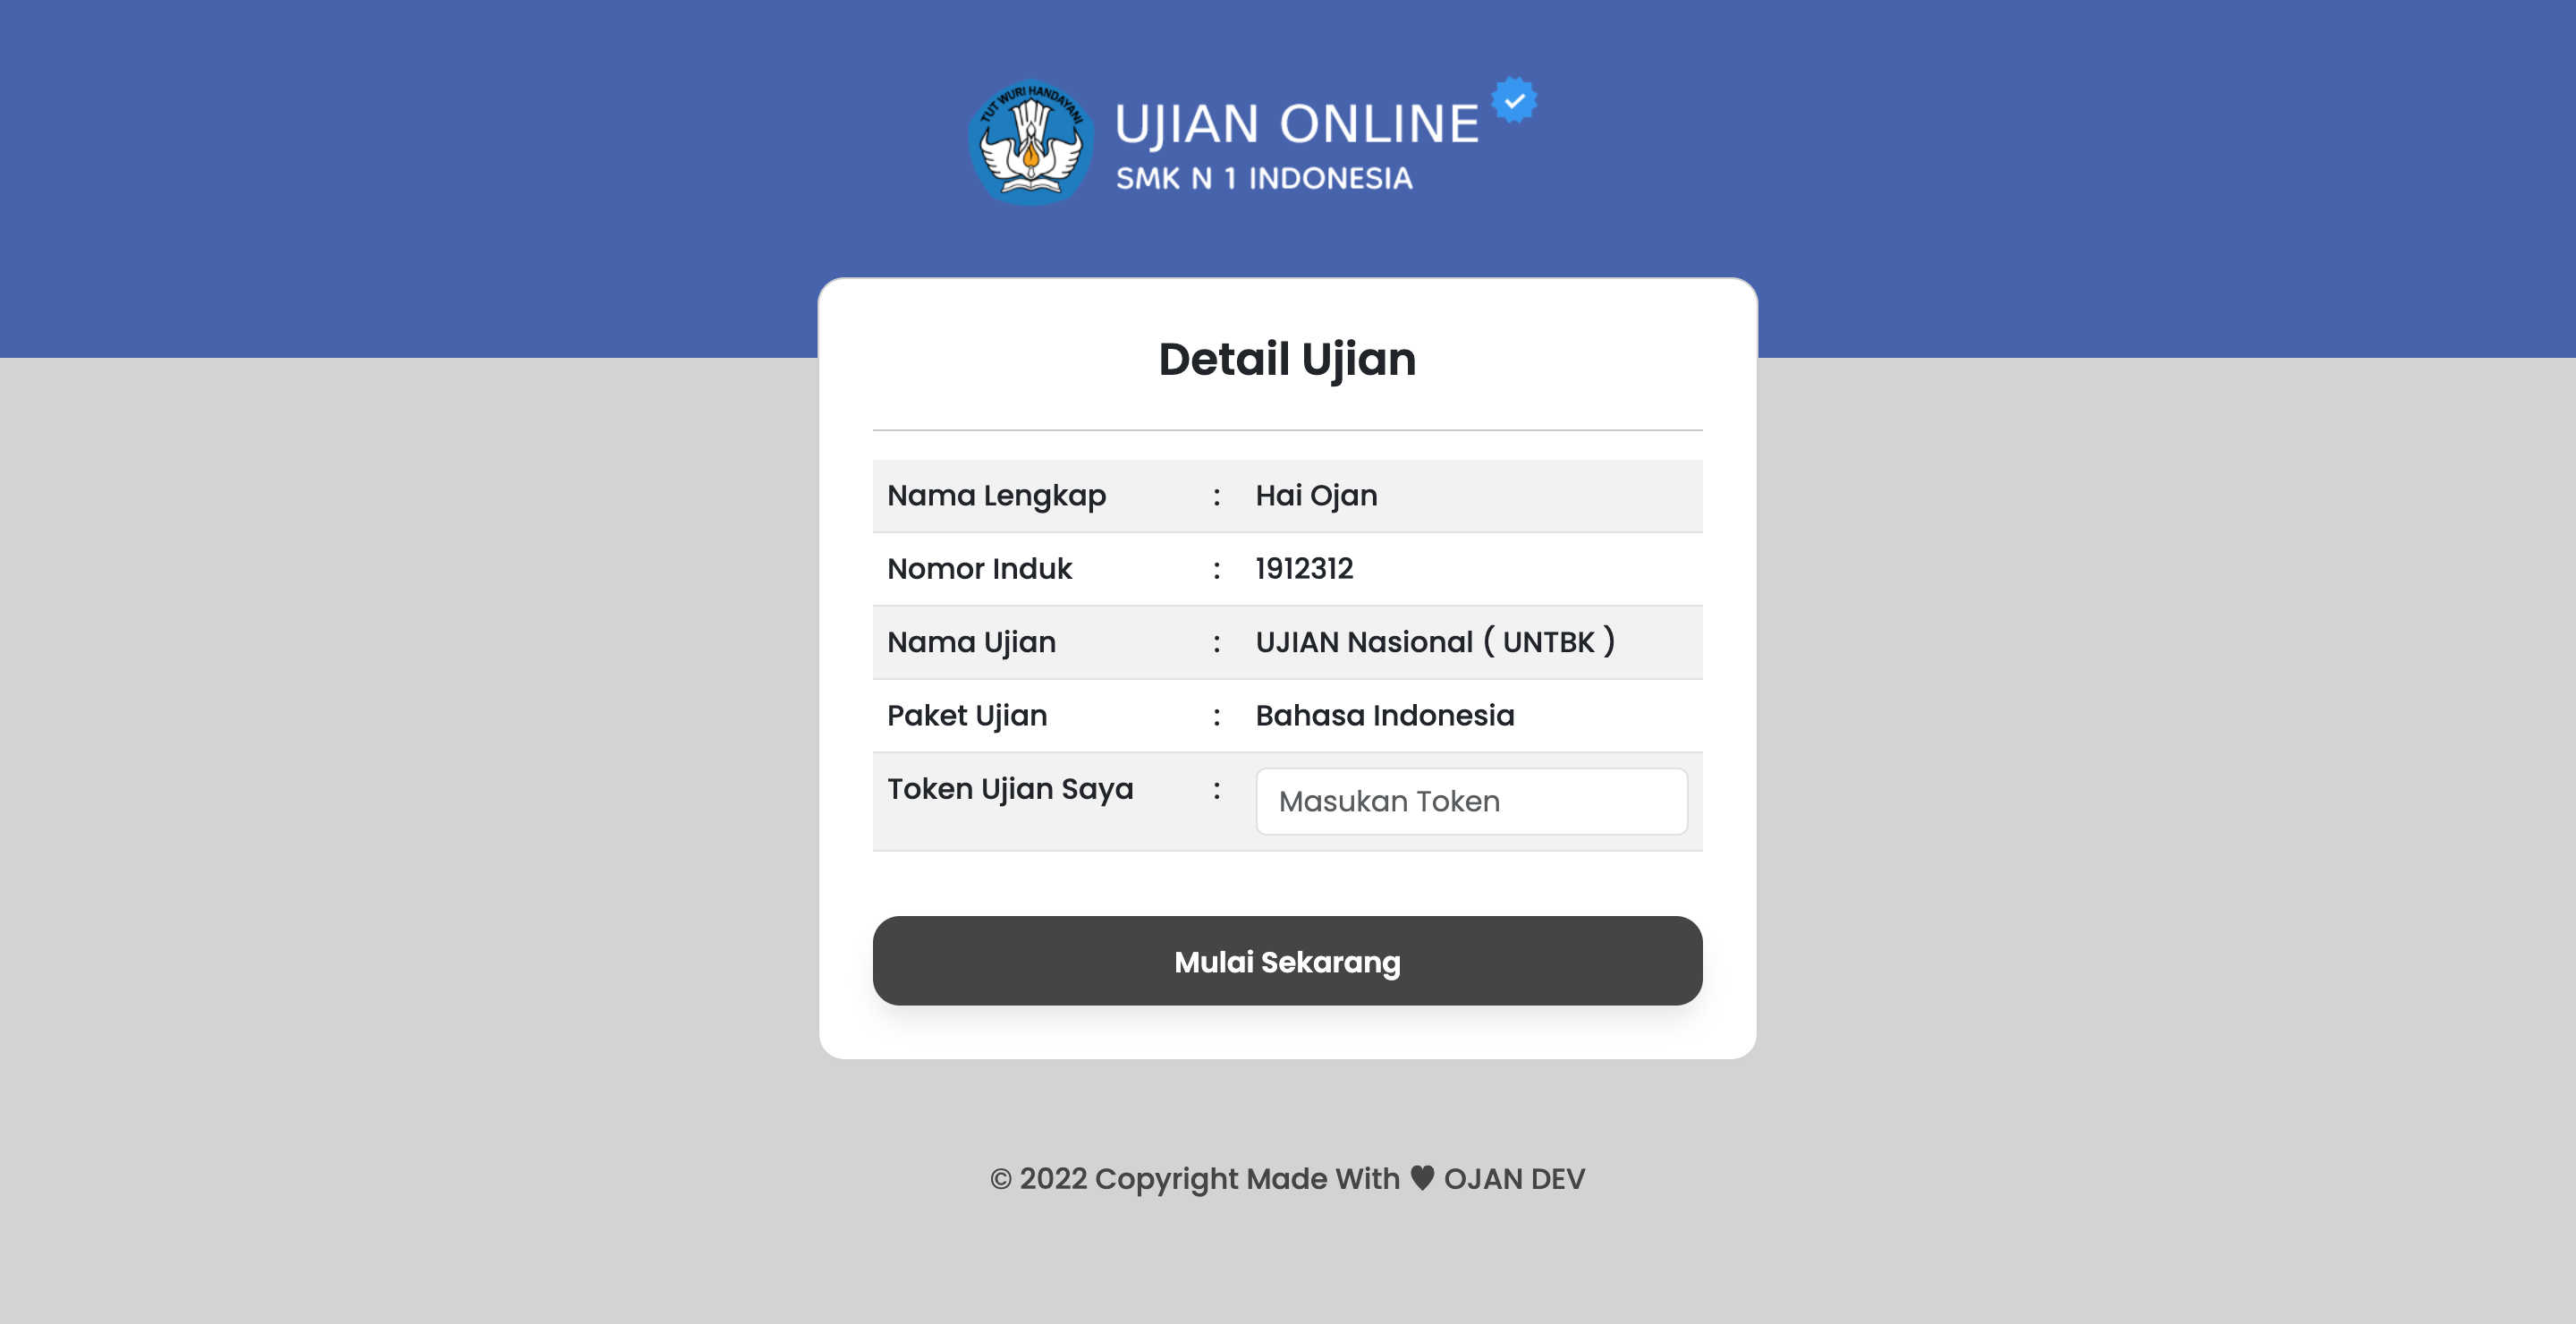 TUT WURI HANDAYANI
UJIAN ONLINE
SMK N 1 INDONESIA
Detail Ujian
Nama Lengkap : Hai Ojan
Nomor Induk : 1912312
Nama Ujian : UJIAN Nasional ( UNTBK )
Paket Ujian : Bahasa Indonesia
Token Ujian Saya : Masukan Token
Mulai Sekarang
© 2022 Copyright Made With ♥ OJAN DEV